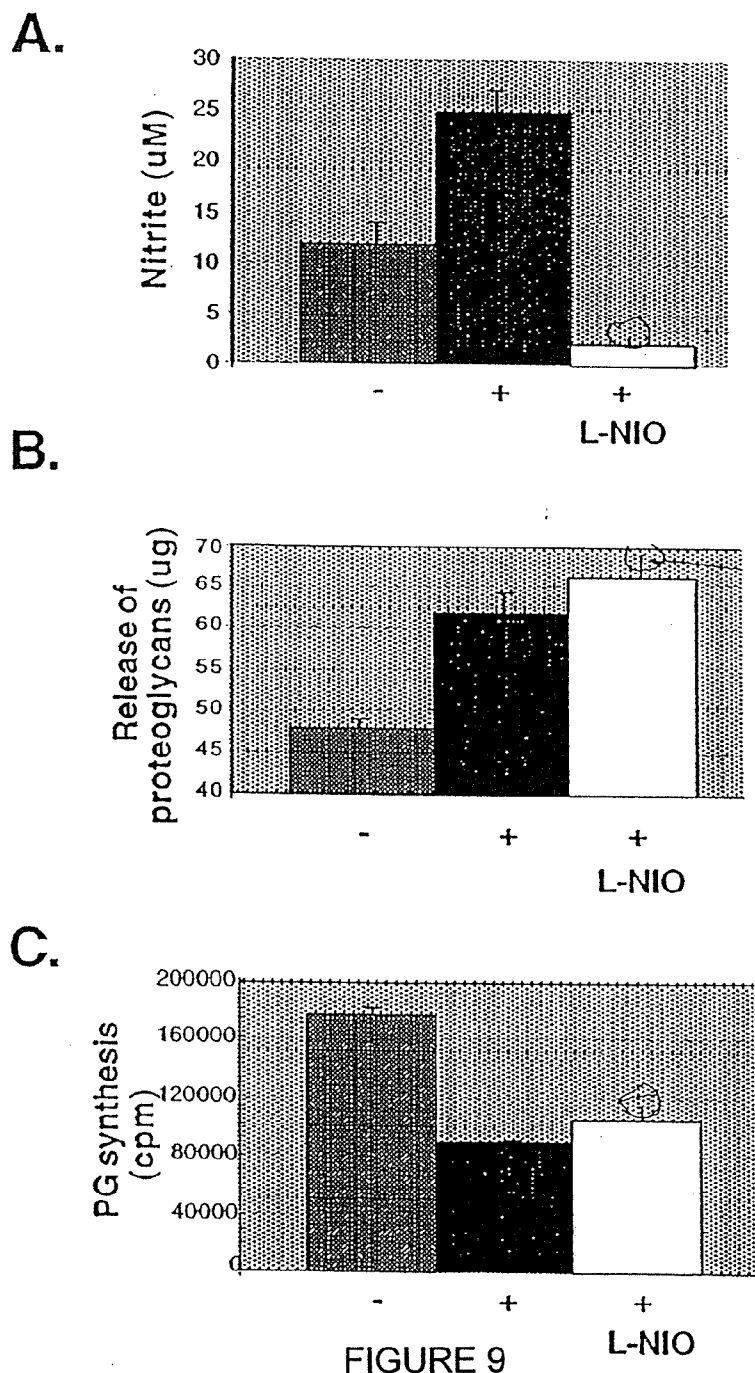 A.
30
25
20
15
10
5
0
Nitrite (uM)
- + +
L-NIO
B.
70
65
60
55
50
45
40
Release of
proteoglycans (ug)
- + +
L-NIO
C.
200000
160000
120000
80000
40000
0
PG synthesis
(cpm)
- + +
L-NIO
FIGURE 9